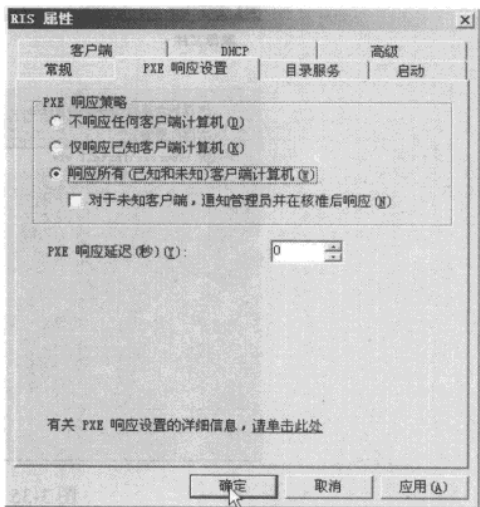 RIS 属性
客户端 DHCP 高级
常规 PXE 响应设置 目录服务 启动
PXE 响应策略
不响应任何客户端计算机(D)
仅响应已知客户端计算机(K)
响应所有(已知和未知)客户端计算机(W)
对于未知客户端，通知管理员并在核准后响应(N)
PXE 响应延迟(秒)(Y):
0
有关 PXE 响应设置的详细信息，请单击此处
确定 取消 应用(A)